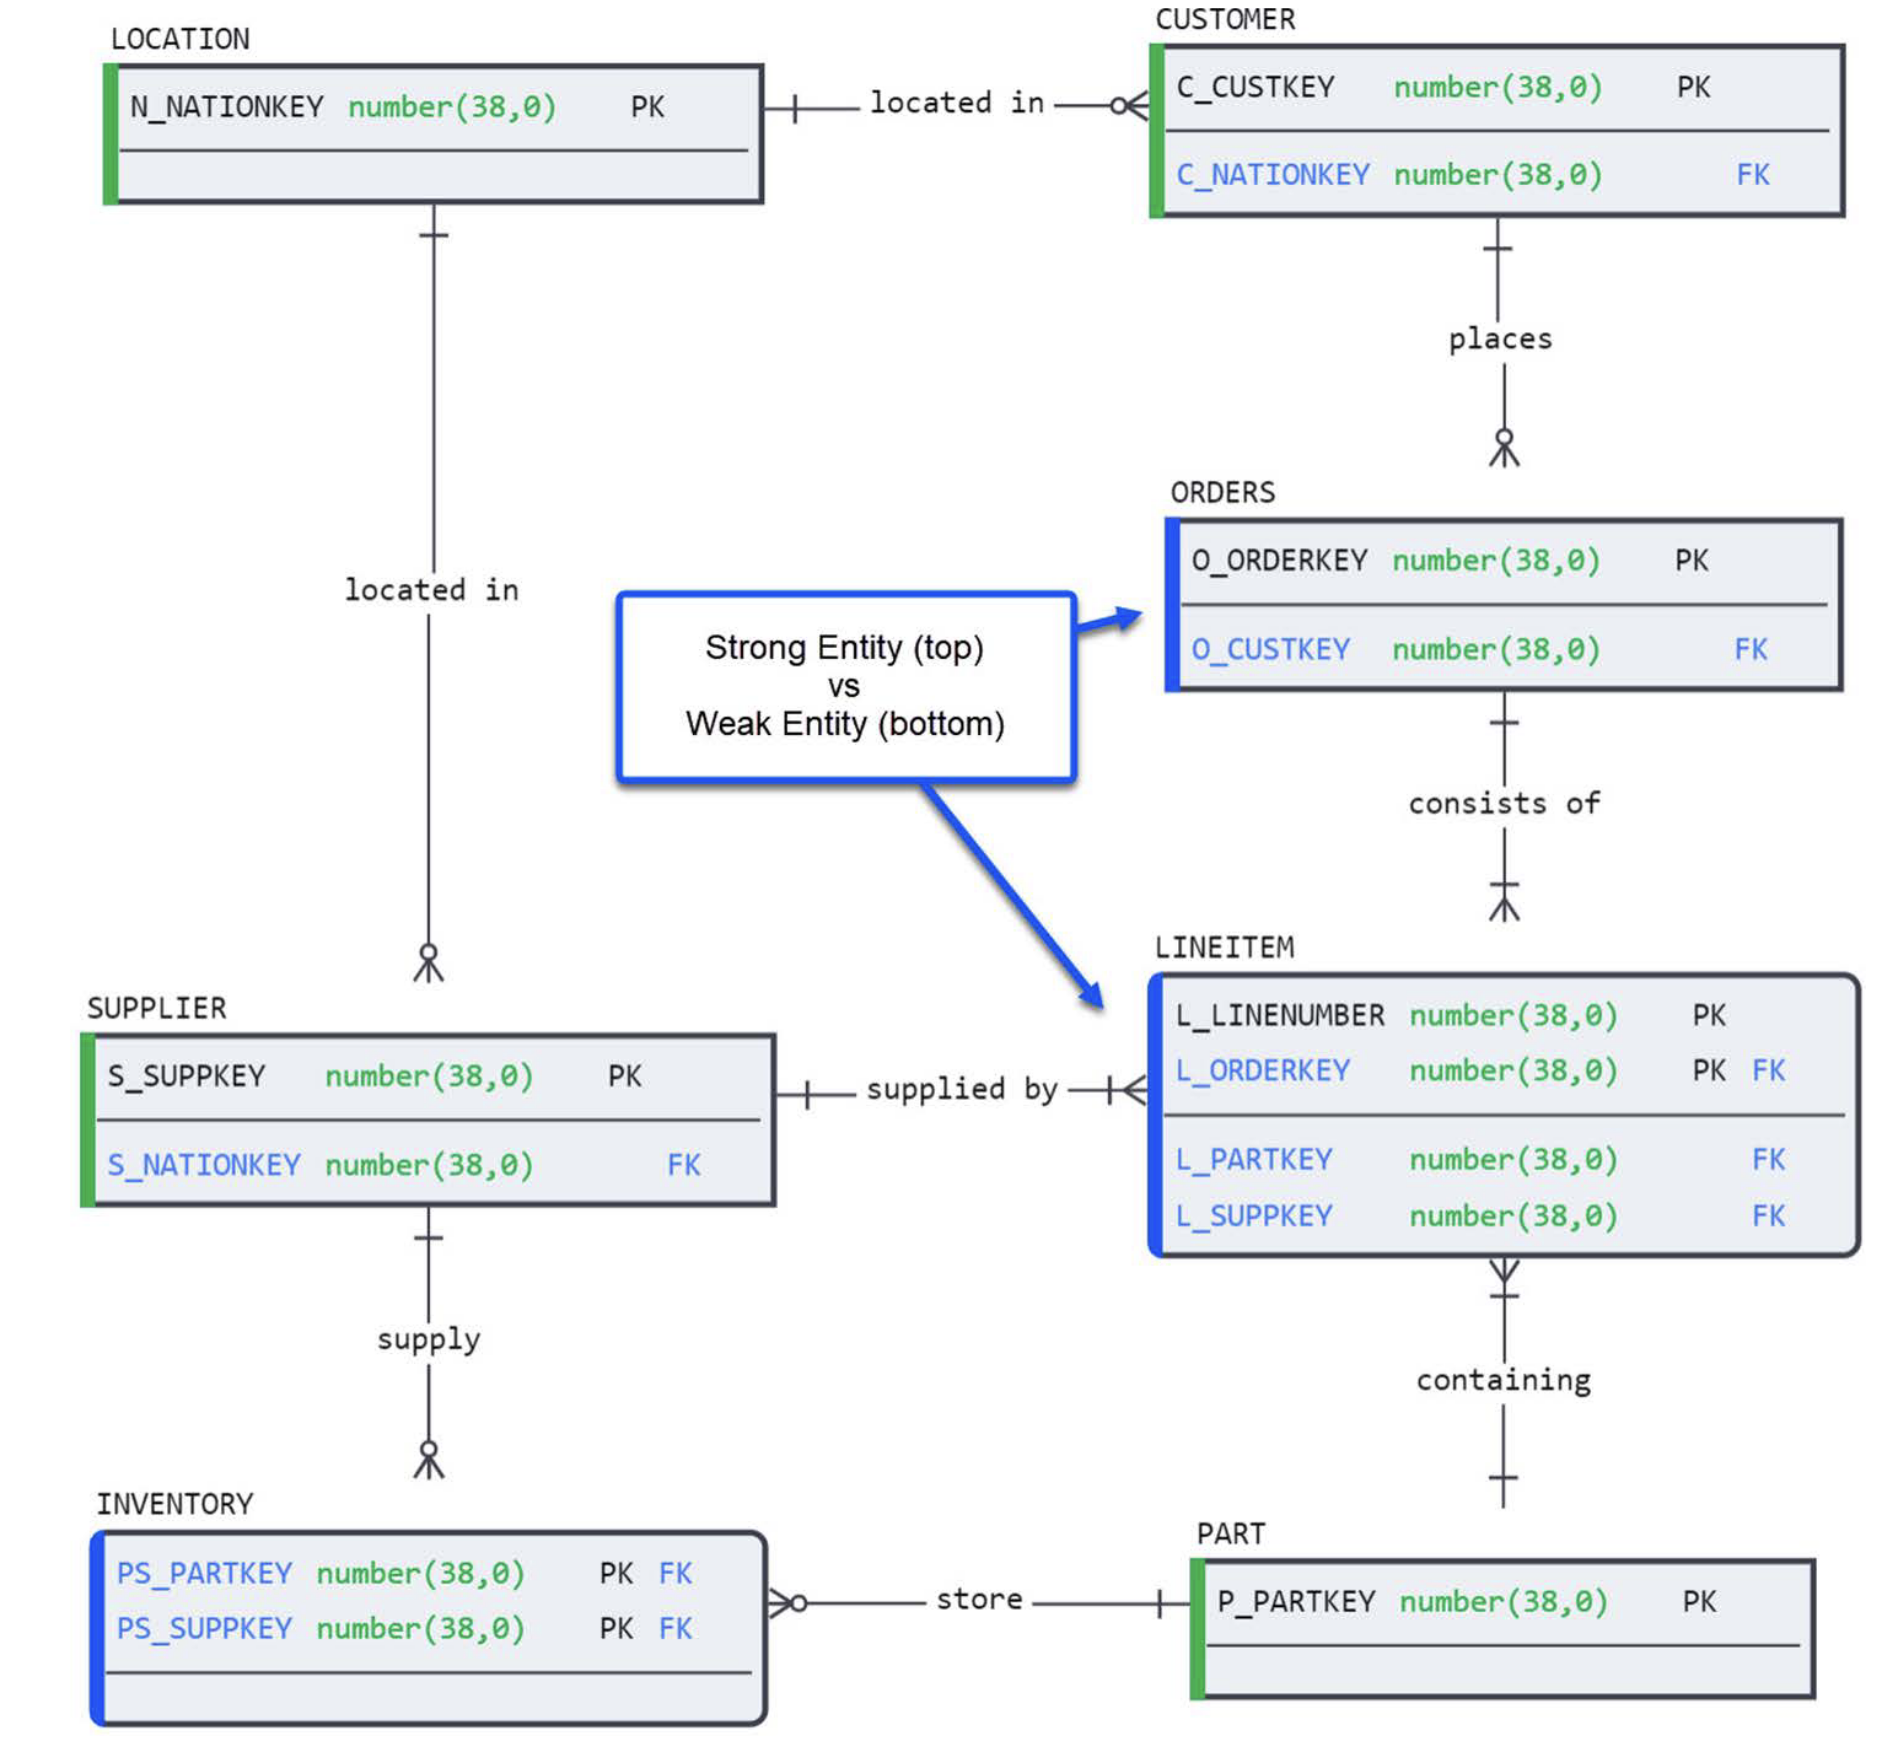 LOCATION
N_NATIONKEY number(38,0) PK
located in
CUSTOMER
C_CUSTKEY number(38,0) PK
C_NATIONKEY number(38,0) FK
places
ORDERS
O_ORDERKEY number(38,0) PK
O_CUSTKEY number(38,0) FK
located in
Strong Entity (top)
vs
Weak Entity (bottom)
consists of
LINEITEM
L_LINENUMBER number(38,0) PK
L_ORDERKEY number(38,0) PK FK
L_PARTKEY number(38,0) FK
L_SUPPKEY number(38,0) FK
SUPPLIER
S_SUPPKEY number(38,0) PK
S_NATIONKEY number(38,0) FK
supplied by
supply
containing
INVENTORY
PS_PARTKEY number(38,0) PK FK
PS_SUPPKEY number(38,0) PK FK
store
PART
P_PARTKEY number(38,0) PK